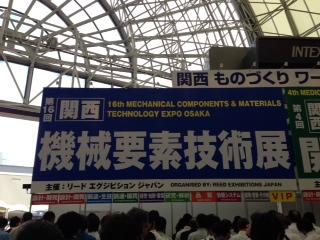 INTEX
関西 ものづくり ワー
第16回 関西 16th MECHANICAL COMPONENTS & MATERIALS
TECHNOLOGY EXPO OSAKA
機械要素技術展
主催:リード エグジビション ジャパン ORGANISED BY: REED EXHIBITIONS JAPAN
4th MEDIC
第4回 関
VIP